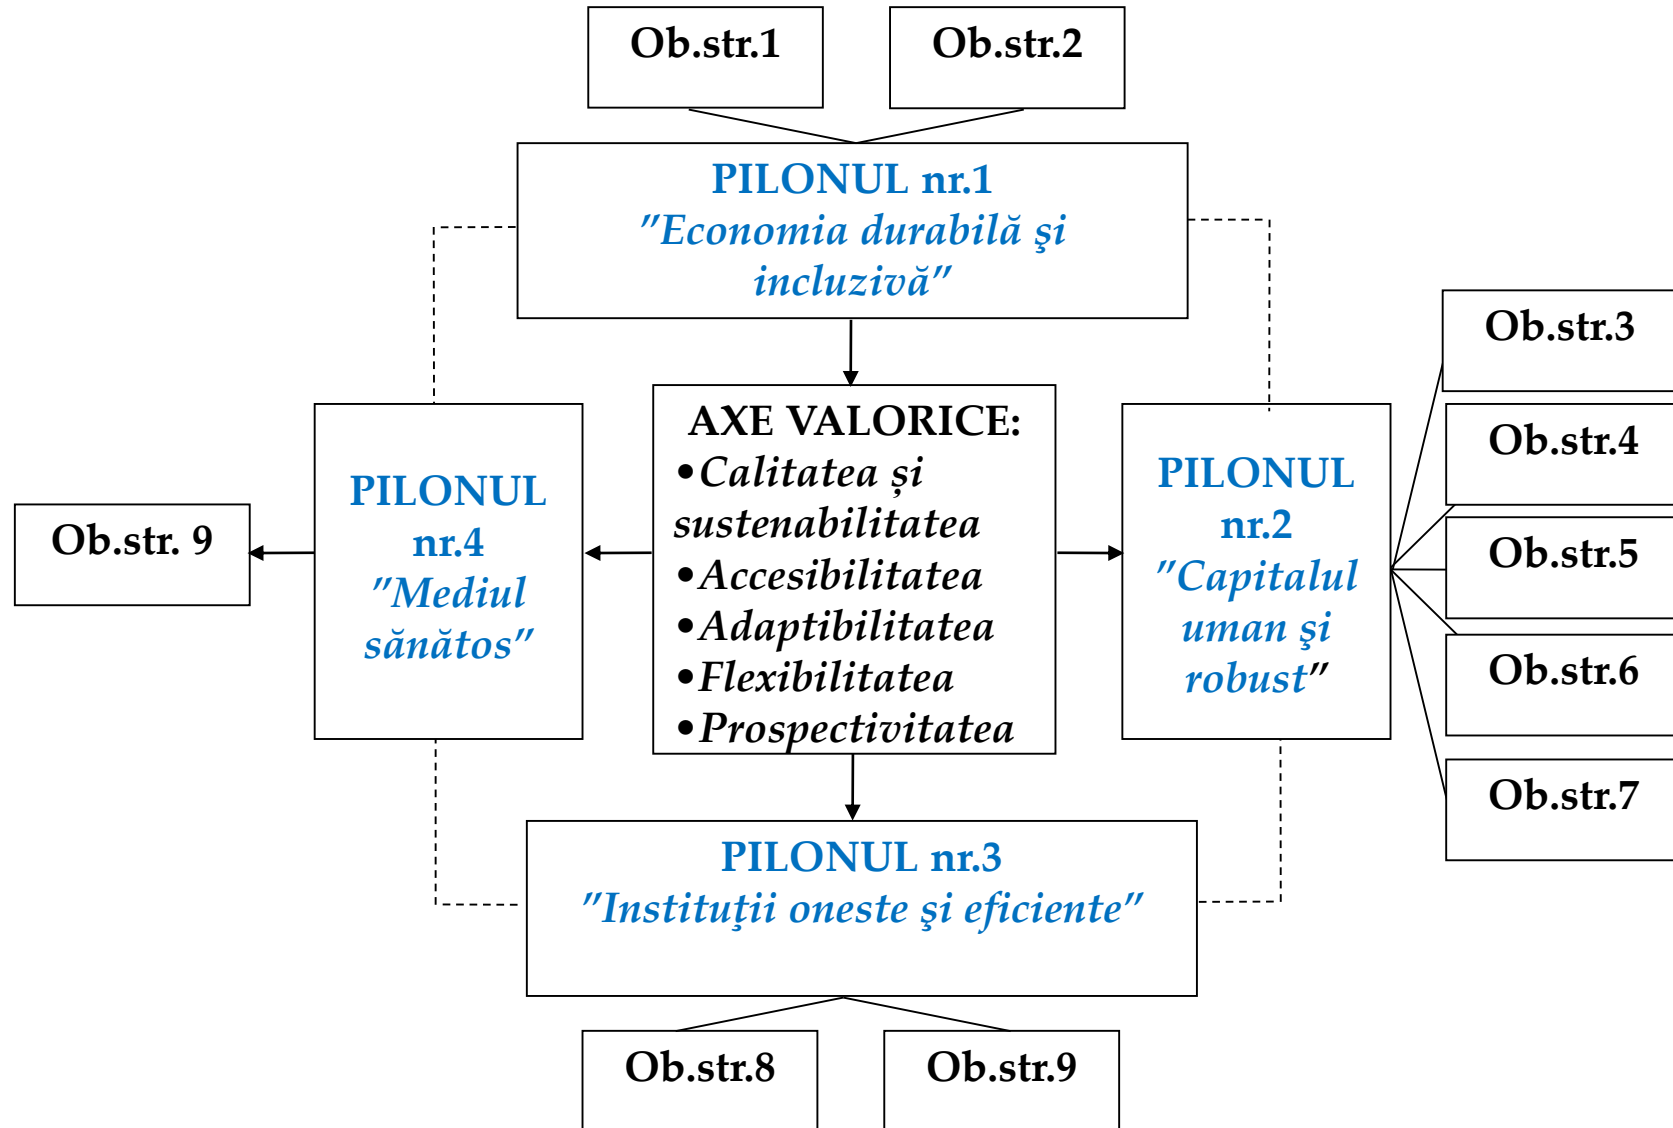 Ob.str.1
Ob.str.2
PILONUL nr.1
”Economia durabilă şi
incluzivă”
Ob.str. 9
PILONUL
nr.4
”Mediul
sănătos”
AXE VALORICE:
•Calitatea și
sustenabilitatea
•Accesibilitatea
•Adaptibilitatea
•Flexibilitatea
•Prospectivitatea
PILONUL
nr.2
”Capitalul
uman şi
robust”
Ob.str.3
Ob.str.4
Ob.str.5
Ob.str.6
Ob.str.7
PILONUL nr.3
”Instituţii oneste şi eficiente”
Ob.str.8
Ob.str.9